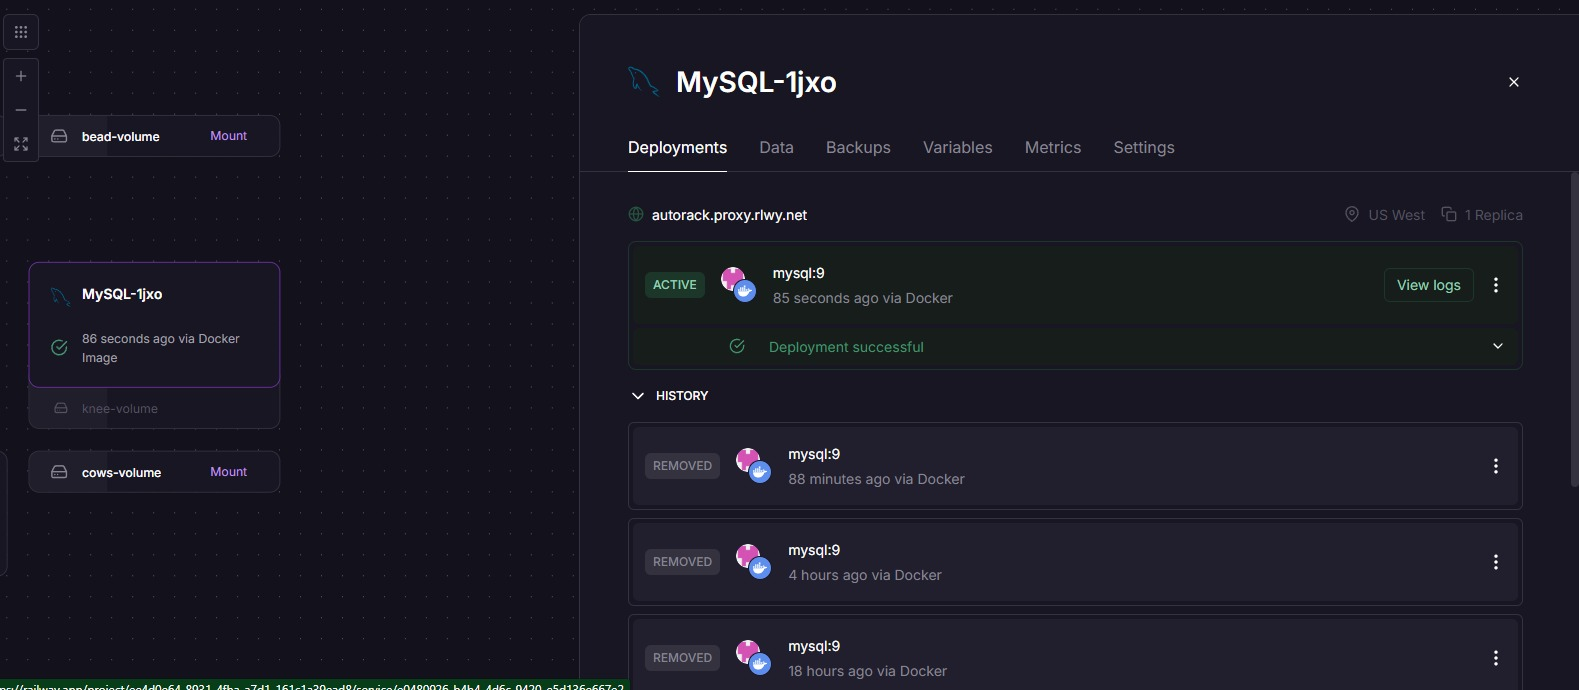 bead-volume
Mount
MySQL-1jxo
86 seconds ago via Docker
Image
knee-volume
cows-volume
Mount
MySQL-1jxo
Deployments
Data
Backups
Variables
Metrics
Settings
autorack.proxy.rlwy.net
US West
1 Replica
ACTIVE
mysql:9
85 seconds ago via Docker
View logs
Deployment successful
HISTORY
REMOVED
mysql:9
88 minutes ago via Docker
REMOVED
mysql:9
4 hours ago via Docker
REMOVED
mysql:9
18 hours ago via Docker